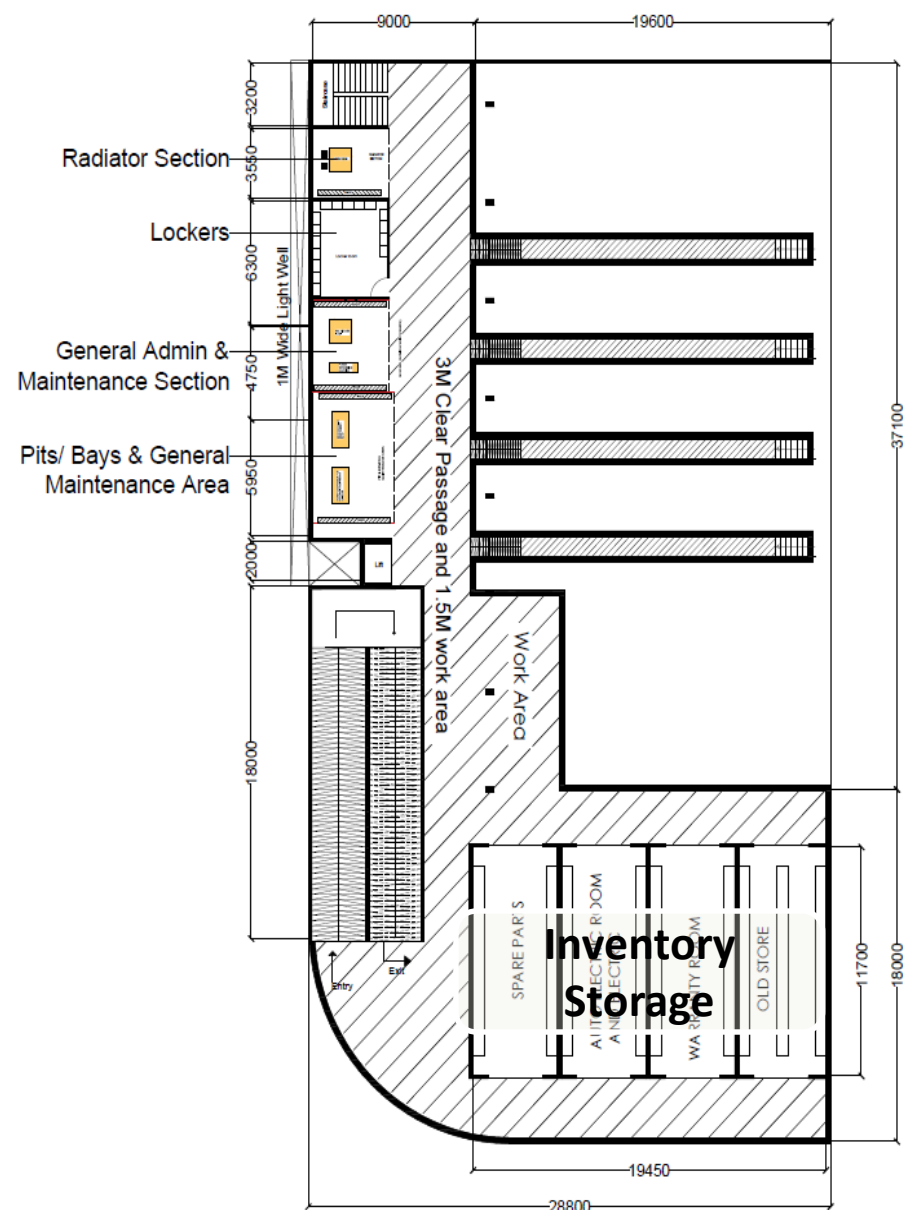 9000
19600
3200
Staircase
Radiator Section
3550
Lockers
6300
1M Wide Light Well
General Admin &
Maintenance Section
4750
Pits/ Bays & General
Maintenance Area
5950
3M Clear Passage and 1.5M work area
37100
2000
Lift
Work Area
18000
Entry
Exit
SPARE PARTS
WARRANTY ROOM
OLD STORE
Inventory
Storage
11700
18000
19450
28800